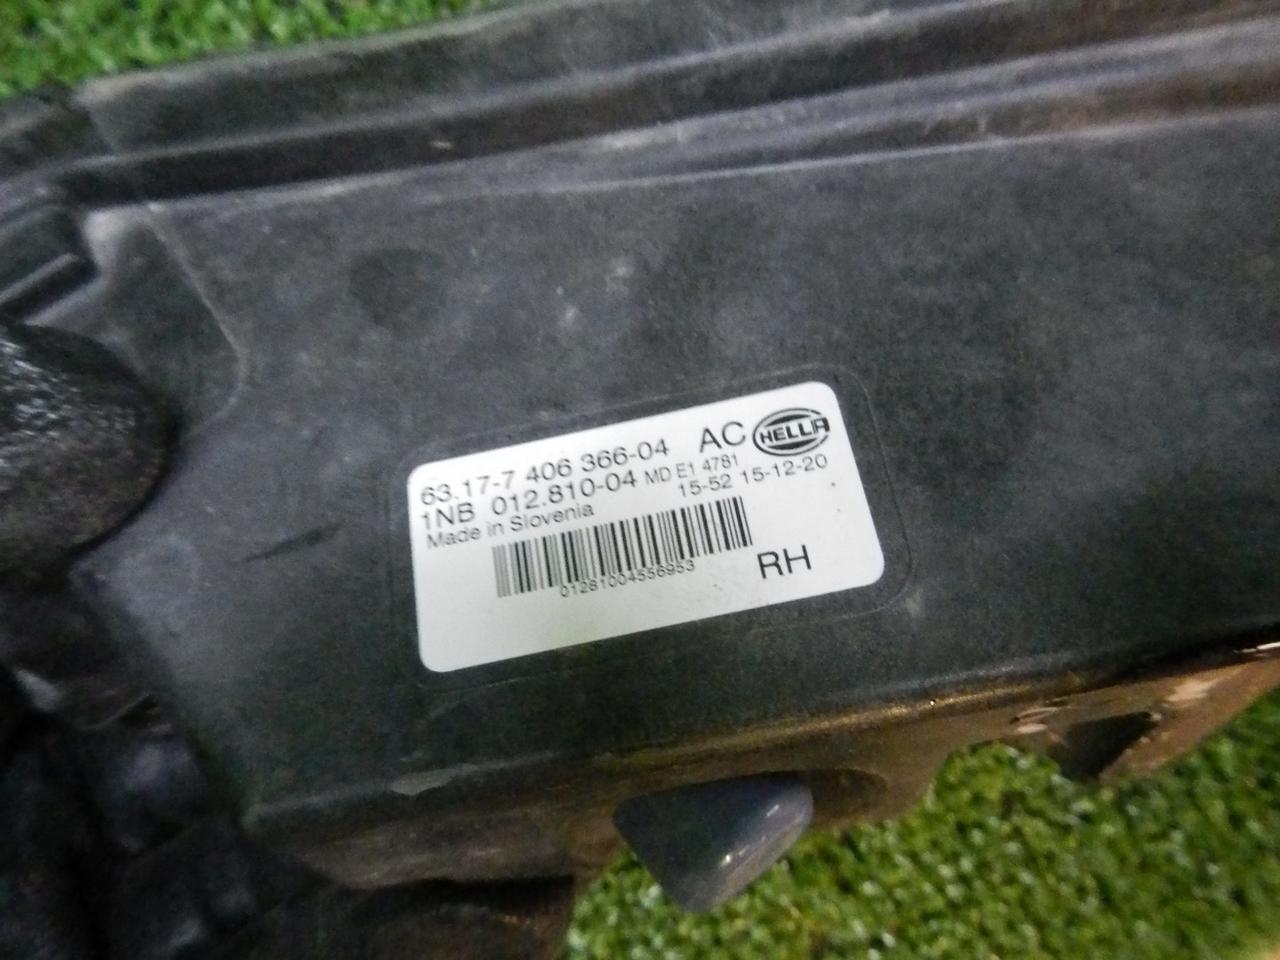 63.17-7 406 366-04 AC HELLA
1NB 012.810-04 MD E1 4781
Made in Slovenia 15-52 15-12-20
01281004556953
RH